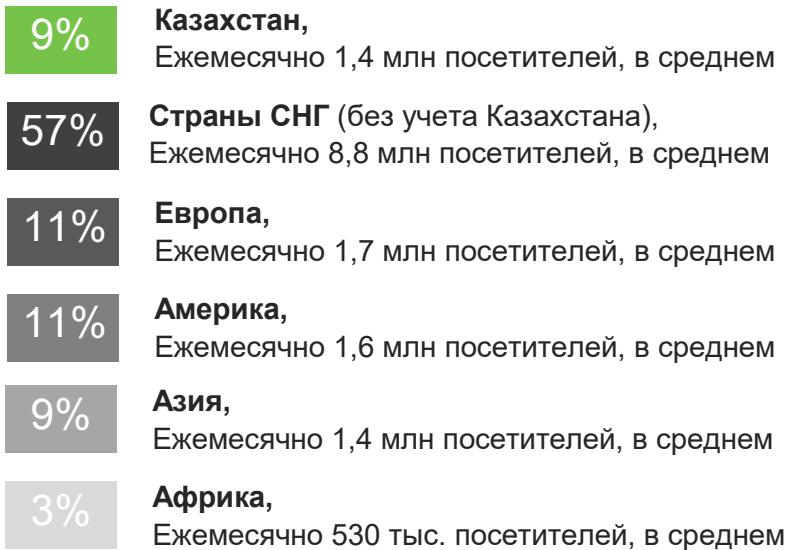 9%
Казахстан,
Ежемесячно 1,4 млн посетителей, в среднем
57%
Страны СНГ (без учета Казахстана),
Ежемесячно 8,8 млн посетителей, в среднем
11%
Европа,
Ежемесячно 1,7 млн посетителей, в среднем
11%
Америка,
Ежемесячно 1,6 млн посетителей, в среднем
9%
Азия,
Ежемесячно 1,4 млн посетителей, в среднем
3%
Африка,
Ежемесячно 530 тыс. посетителей, в среднем